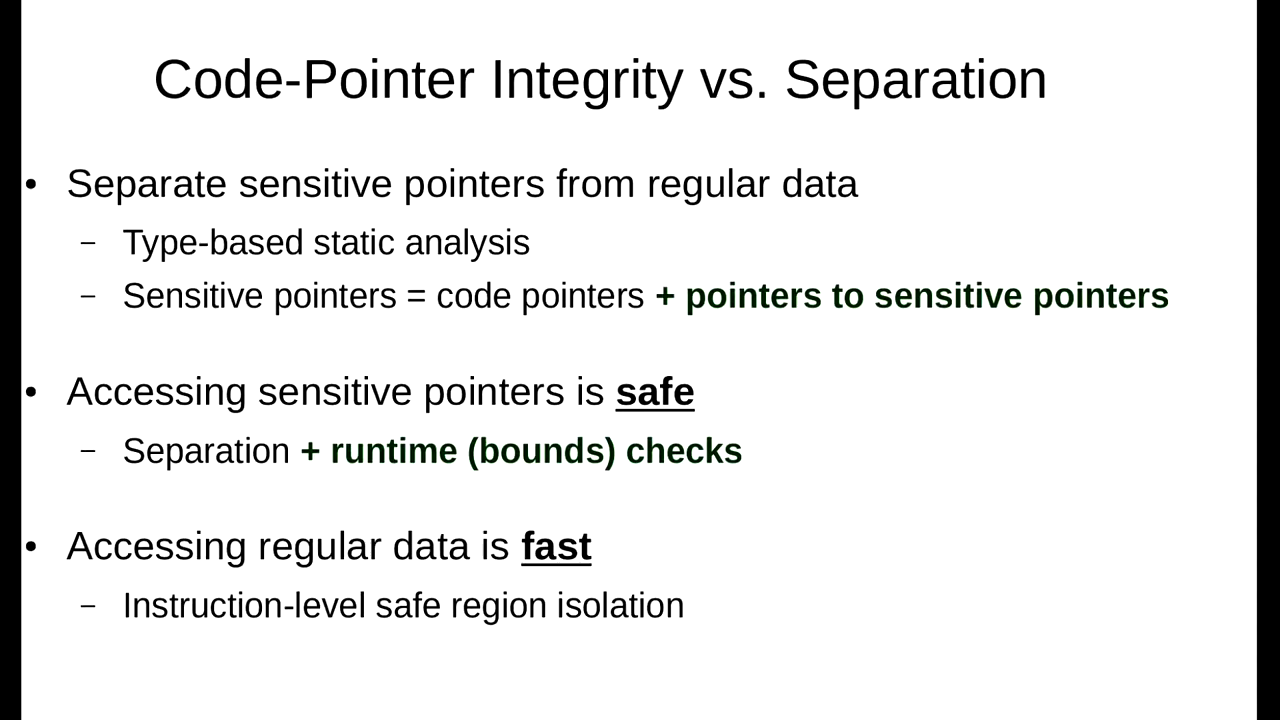 Code-Pointer Integrity vs. Separation
• Separate sensitive pointers from regular data
– Type-based static analysis
– Sensitive pointers = code pointers + pointers to sensitive pointers
• Accessing sensitive pointers is safe
– Separation + runtime (bounds) checks
• Accessing regular data is fast
– Instruction-level safe region isolation